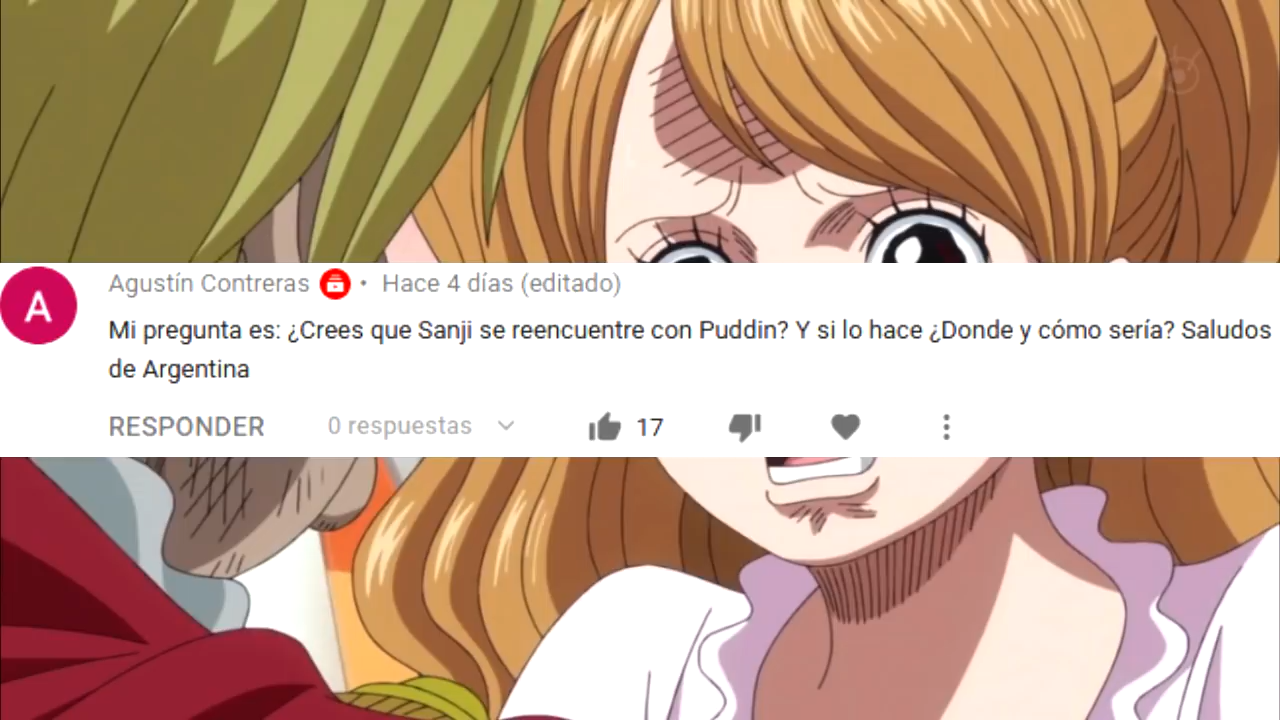 A
Agustín Contreras • Hace 4 días (editado)
Mi pregunta es: ¿Crees que Sanji se reencuentre con Puddin? Y si lo hace ¿Donde y cómo sería? Saludos
de Argentina
RESPONDER 0 respuestas 17